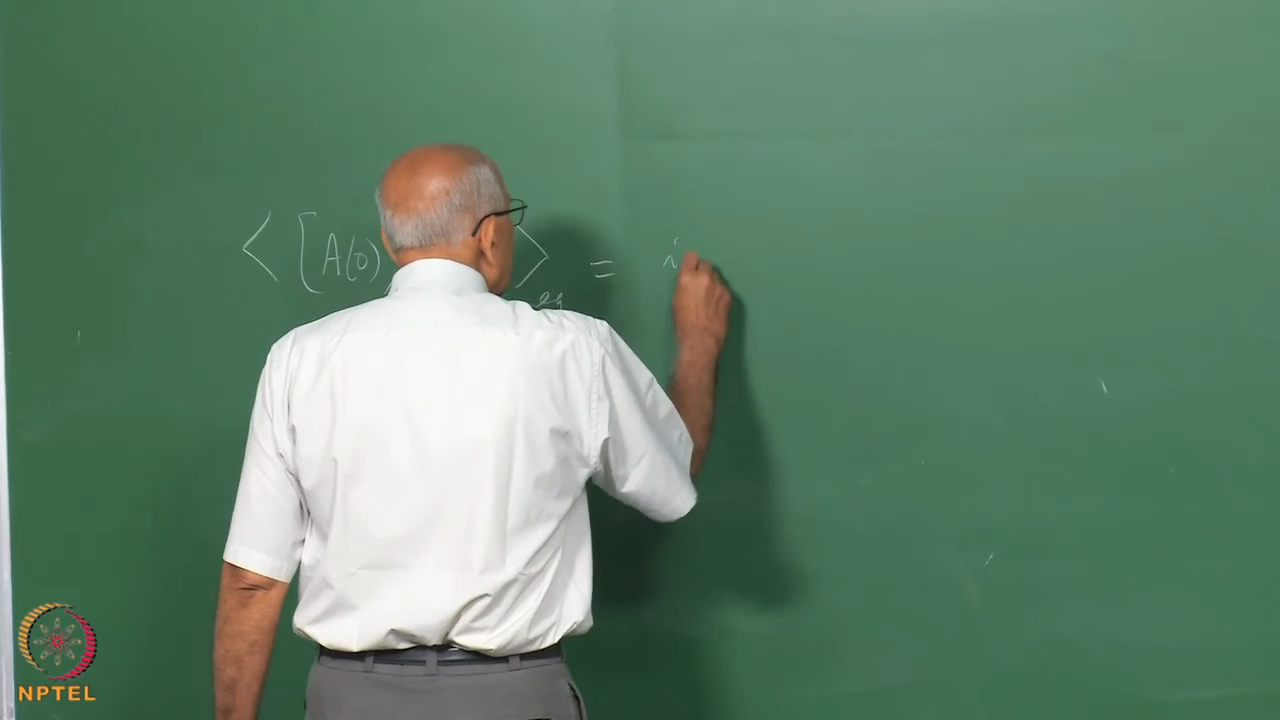 < [ A(0) > eq = i
NPTEL